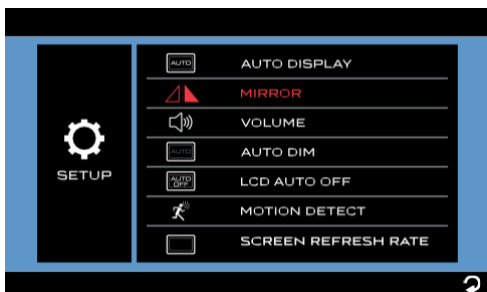 AUTO AUTO DISPLAY
MIRROR
VOLUME
AUTO AUTO DIM
SETUP
AUTO OFF LCD AUTO OFF
MOTION DETECT
SCREEN REFRESH RATE